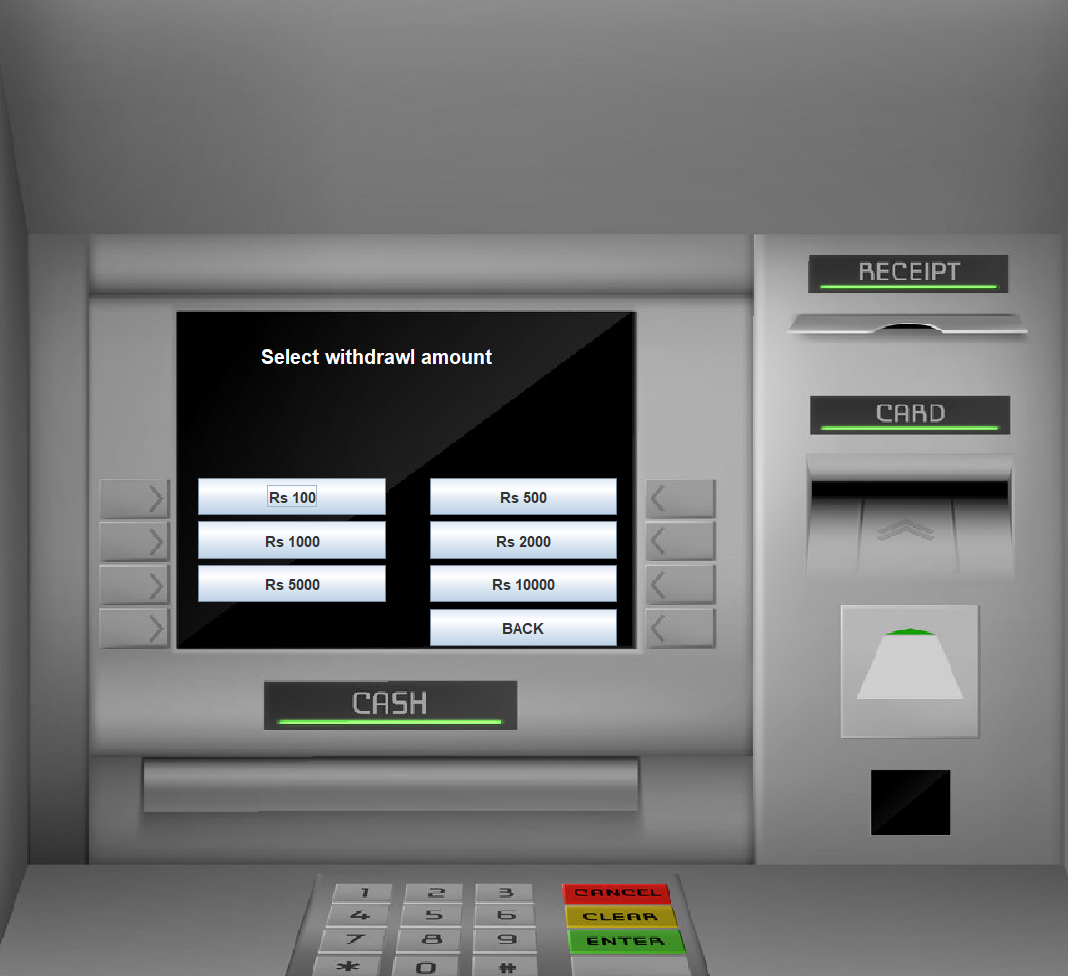 RECEIPT
Select withdrawl amount
CARD
Rs 100
Rs 500
Rs 1000
Rs 2000
Rs 5000
Rs 10000
BACK
CASH
1 2 3 CANCEL
4 5 6 CLEAR
7 8 9 ENTER
* 0 #